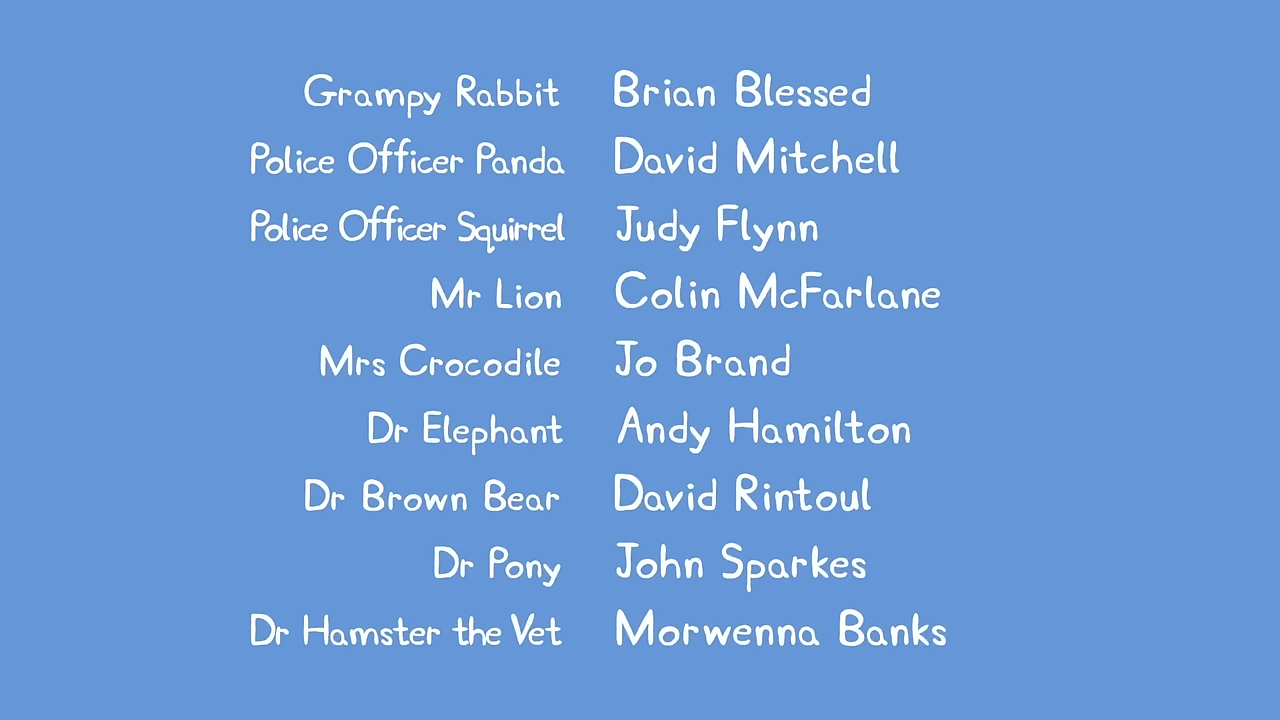 Grampy Rabbit Brian Blessed
Police Officer Panda David Mitchell
Police Officer Squirrel Judy Flynn
Mr Lion Colin McFarlane
Mrs Crocodile Jo Brand
Dr Elephant Andy Hamilton
Dr Brown Bear David Rintoul
Dr Pony John Sparkes
Dr Hamster the Vet Morwenna Banks